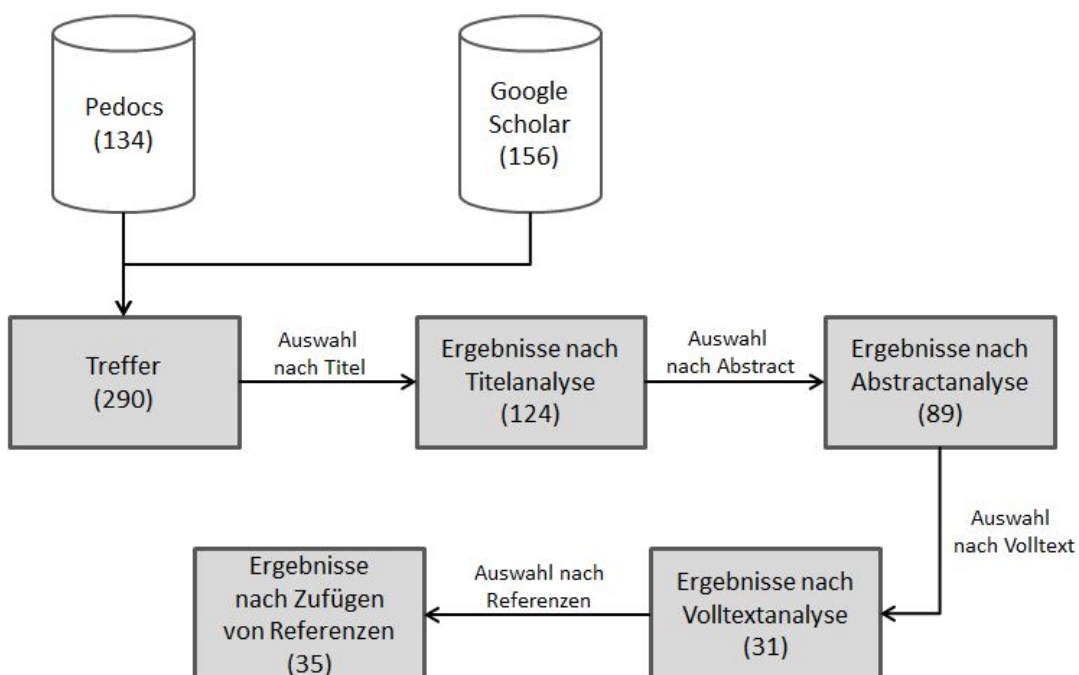 Pedocs
(134)
Google
Scholar
(156)
Treffer
(290)
Auswahl
nach Titel
Ergebnisse nach
Titelanalyse
(124)
Auswahl
nach Abstract
Ergebnisse nach
Abstractanalyse
(89)
Auswahl
nach Volltext
Ergebnisse nach
Volltextanalyse
(31)
Auswahl nach
Referenzen
Ergebnisse
nach Zufügen
von Referenzen
(35)